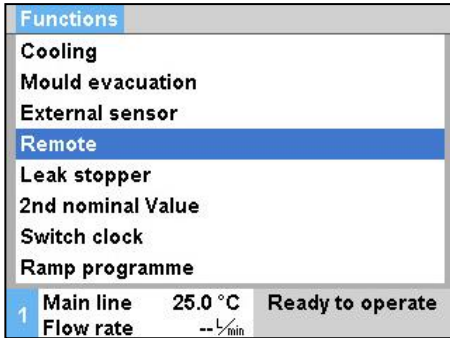 Functions
Cooling
Mould evacuation
External sensor
Remote
Leak stopper
2nd nominal Value
Switch clock
Ramp programme
1 Main line 25.0 °C Ready to operate
Flow rate -- L/min